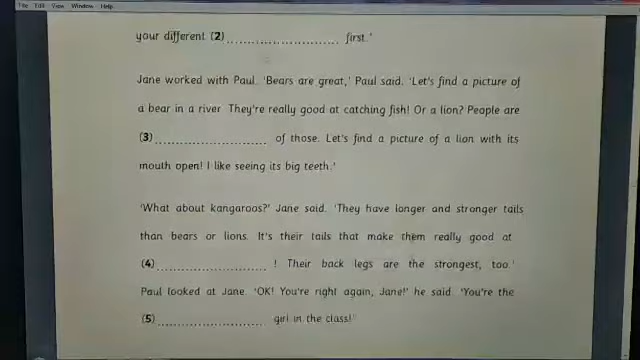 File Edit View Window Help
your different (2)............................ first.'
Jane worked with Paul. 'Bears are great,' Paul said. 'Let's find a picture of
a bear in a river. They're really good at catching fish! Or a lion? People are
(3)............................ of those. Let's find a picture of a lion with its
mouth open! I like seeing its big teeth.'
'What about kangaroos?' Jane said. 'They have longer and stronger tails
than bears or lions. It's their tails that make them really good at
(4)............................ ! Their back legs are the strongest, too.'
Paul looked at Jane. 'OK! You're right again, Jane!' he said. 'You're the
(5)............................ girl in the class!'